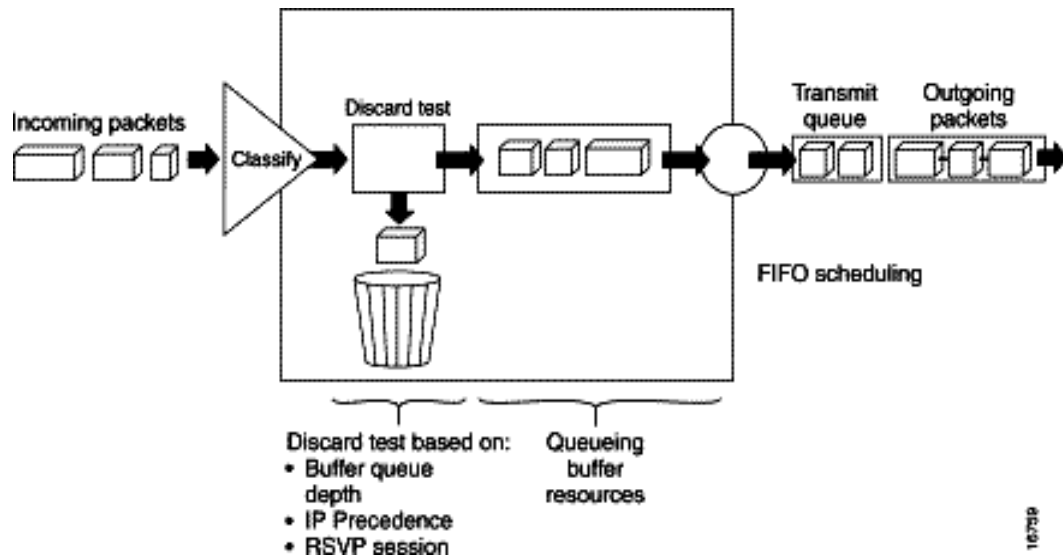 Incoming packets
Classify
Discard test
Transmit
queue
Outgoing
packets
FIFO scheduling
Discard test based on:
• Buffer queue
depth
• IP Precedence
• RSVP session
Queueing
buffer
resources
16759